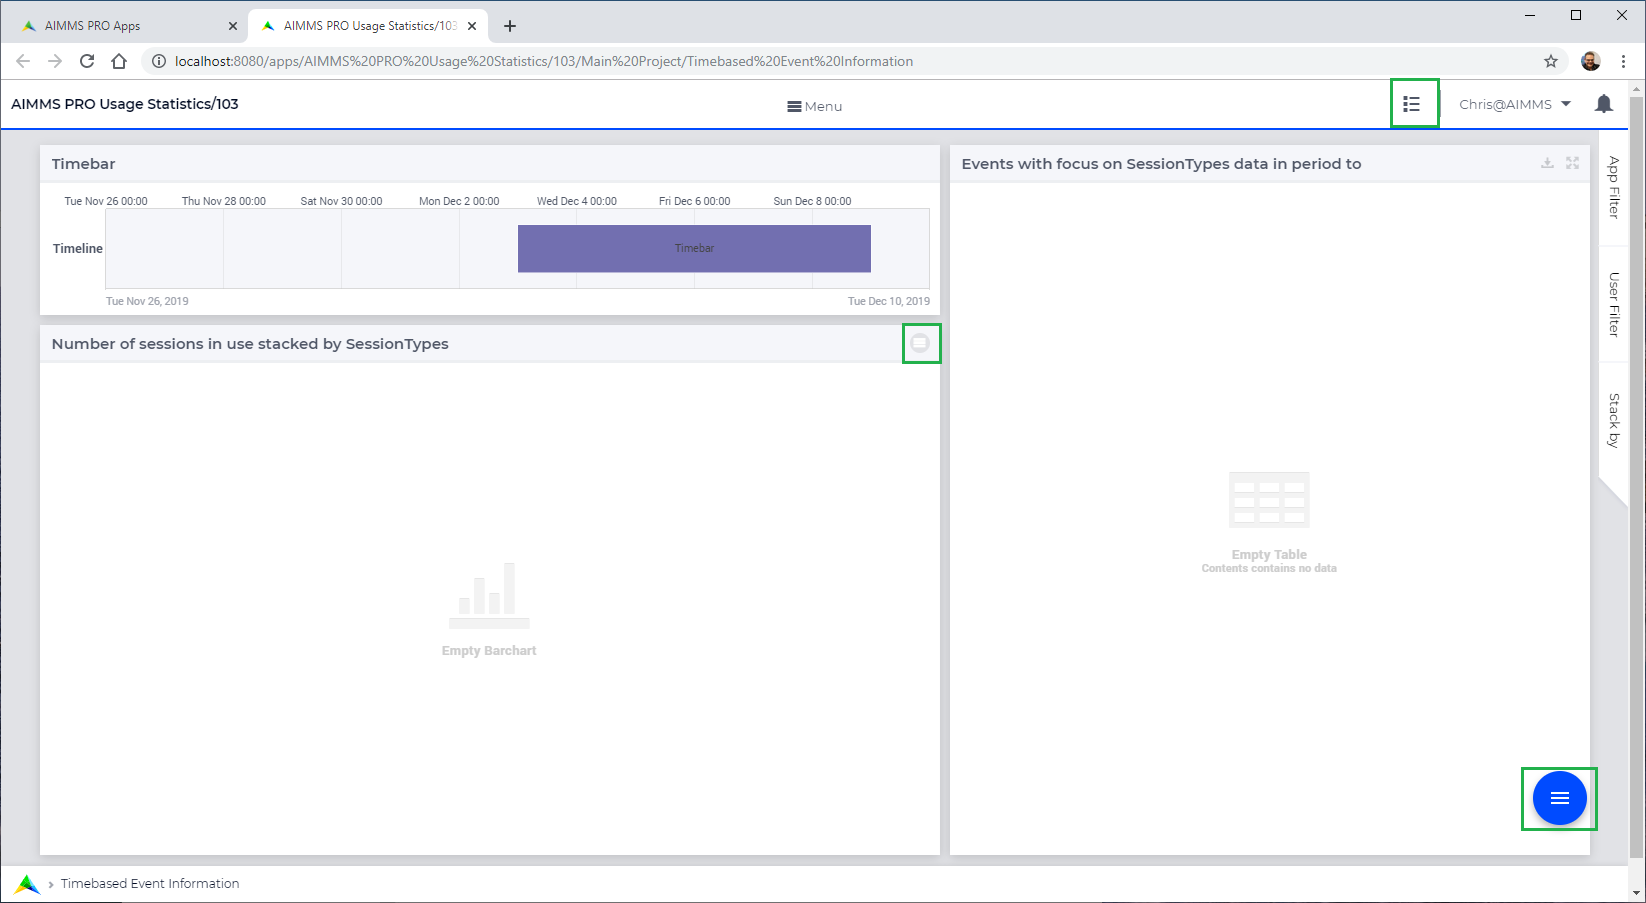 AIMMS PRO Apps
AIMMS PRO Usage Statistics/103
localhost:8080/apps/AIMMS%20PRO%20Usage%20Statistics/103/Main%20Project/Timebased%20Event%20Information
AIMMS PRO Usage Statistics/103
Menu
Chris@AIMMS
Timebar
Tue Nov 26 00:00 Thu Nov 28 00:00 Sat Nov 30 00:00 Mon Dec 2 00:00 Wed Dec 4 00:00 Fri Dec 6 00:00 Sun Dec 8 00:00
Timeline
Timebar
Tue Nov 26, 2019 Tue Dec 10, 2019
Number of sessions in use stacked by SessionTypes
Empty Barchart
Events with focus on SessionTypes data in period to
Empty Table
Contents contains no data
App Filter
User Filter
Stack by
Timebased Event Information